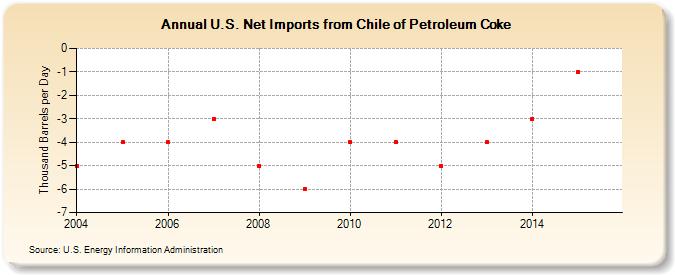 Annual U.S. Net Imports from Chile of Petroleum Coke
Thousand Barrels per Day
0
-1
-2
-3
-4
-5
-6
-7
2004 2006 2008 2010 2012 2014
Source: U.S. Energy Information Administration